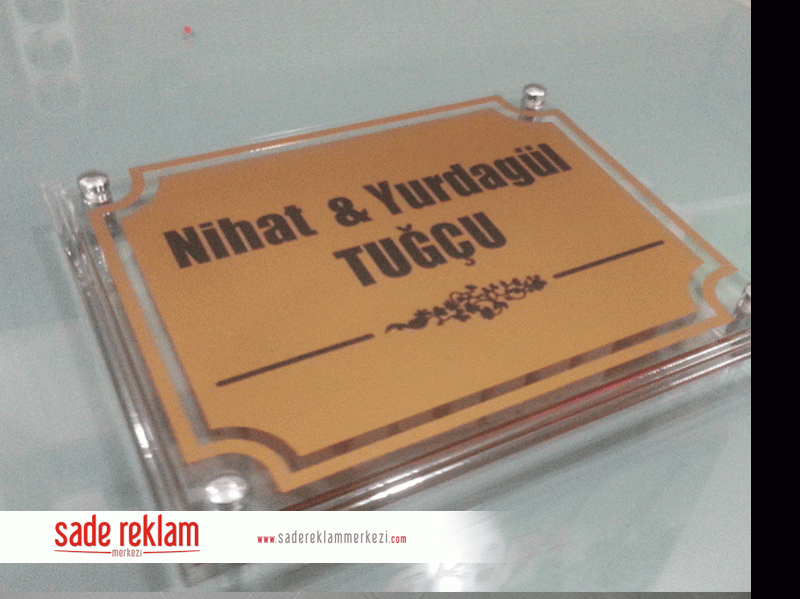 Nihat & Yurdagül
TUĞÇU
sade reklam
merkezi
www.sadereklammerkezi.com